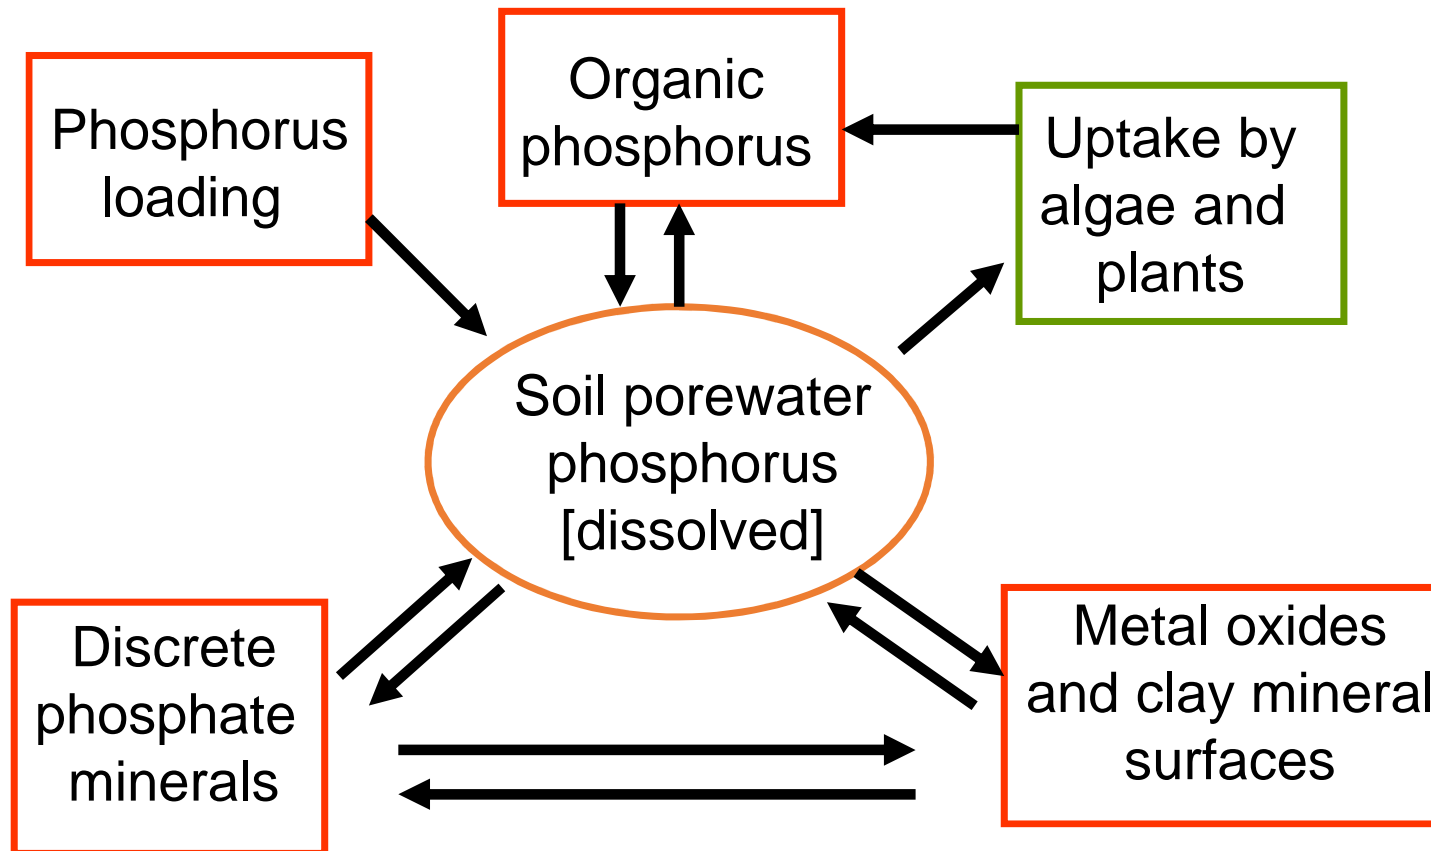 Phosphorus
loading
Organic
phosphorus
Uptake by
algae and
plants
Soil porewater
phosphorus
[dissolved]
Discrete
phosphate
minerals
Metal oxides
and clay mineral
surfaces